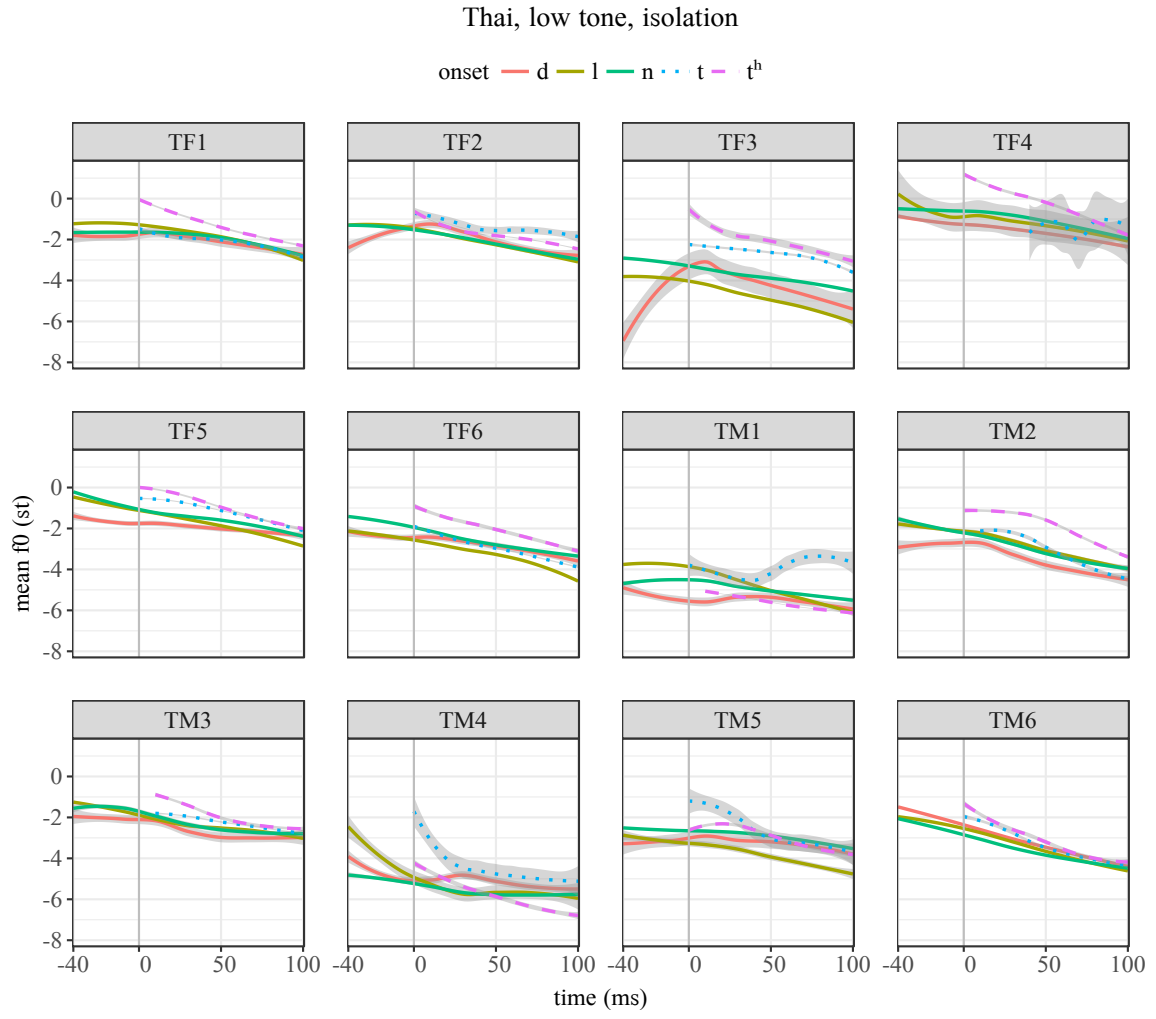 Thai, low tone, isolation
onset d l n t tʰ
TF1 TF2 TF3 TF4
0
-2
-4
-6
-8
TF5 TF6 TM1 TM2
0
-2
-4
-6
-8
mean f0 (st)
TM3 TM4 TM5 TM6
0
-2
-4
-6
-8
-40 0 50 100 -40 0 50 100 -40 0 50 100 -40 0 50 100
time (ms)